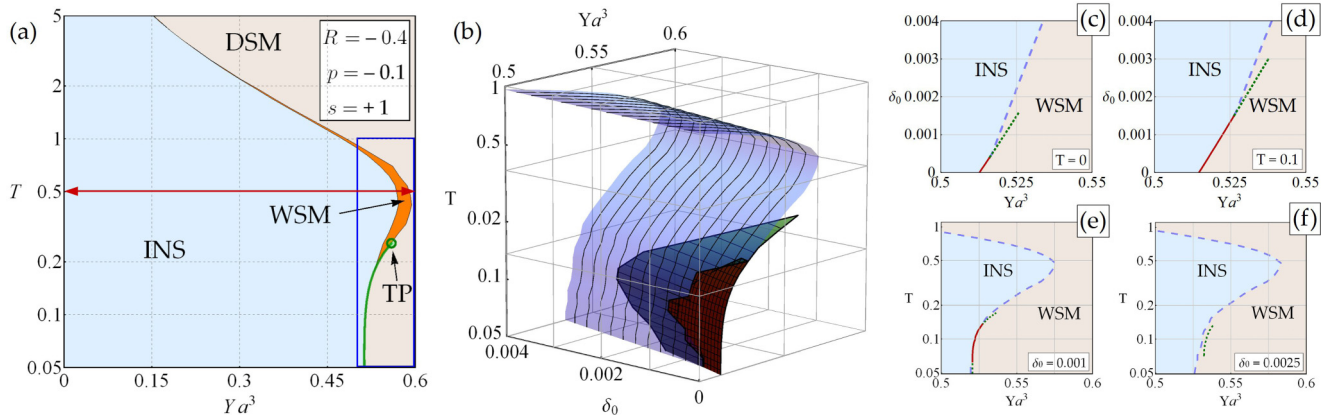 (a)
5
2
1
0.5
0.2
0.1
0.05
T
0
0.15
0.3
0.45
0.6
Ya³
DSM
R = −0.4
p = −0.1
s = +1
WSM
INS
TP
(b)
Ya³
0.5
0.55
0.6
1
0.5
T
0.02
0.1
0.05
0.004
0.002
0
δ₀
(c)
0.004
0.003
δ₀
0.002
0.001
0
INS
WSM
T = 0
0.5
0.525
0.55
Ya³
(d)
0.004
0.003
δ₀
0.002
0.001
0
INS
WSM
T = 0.1
0.5
0.525
0.55
Ya³
(e)
1
0.5
T
0.2
0.1
0.05
INS
WSM
δ₀ = 0.001
0.5
0.55
0.6
Ya³
(f)
1
0.5
T
0.2
0.1
0.05
INS
WSM
δ₀ = 0.0025
0.5
0.55
0.6
Ya³